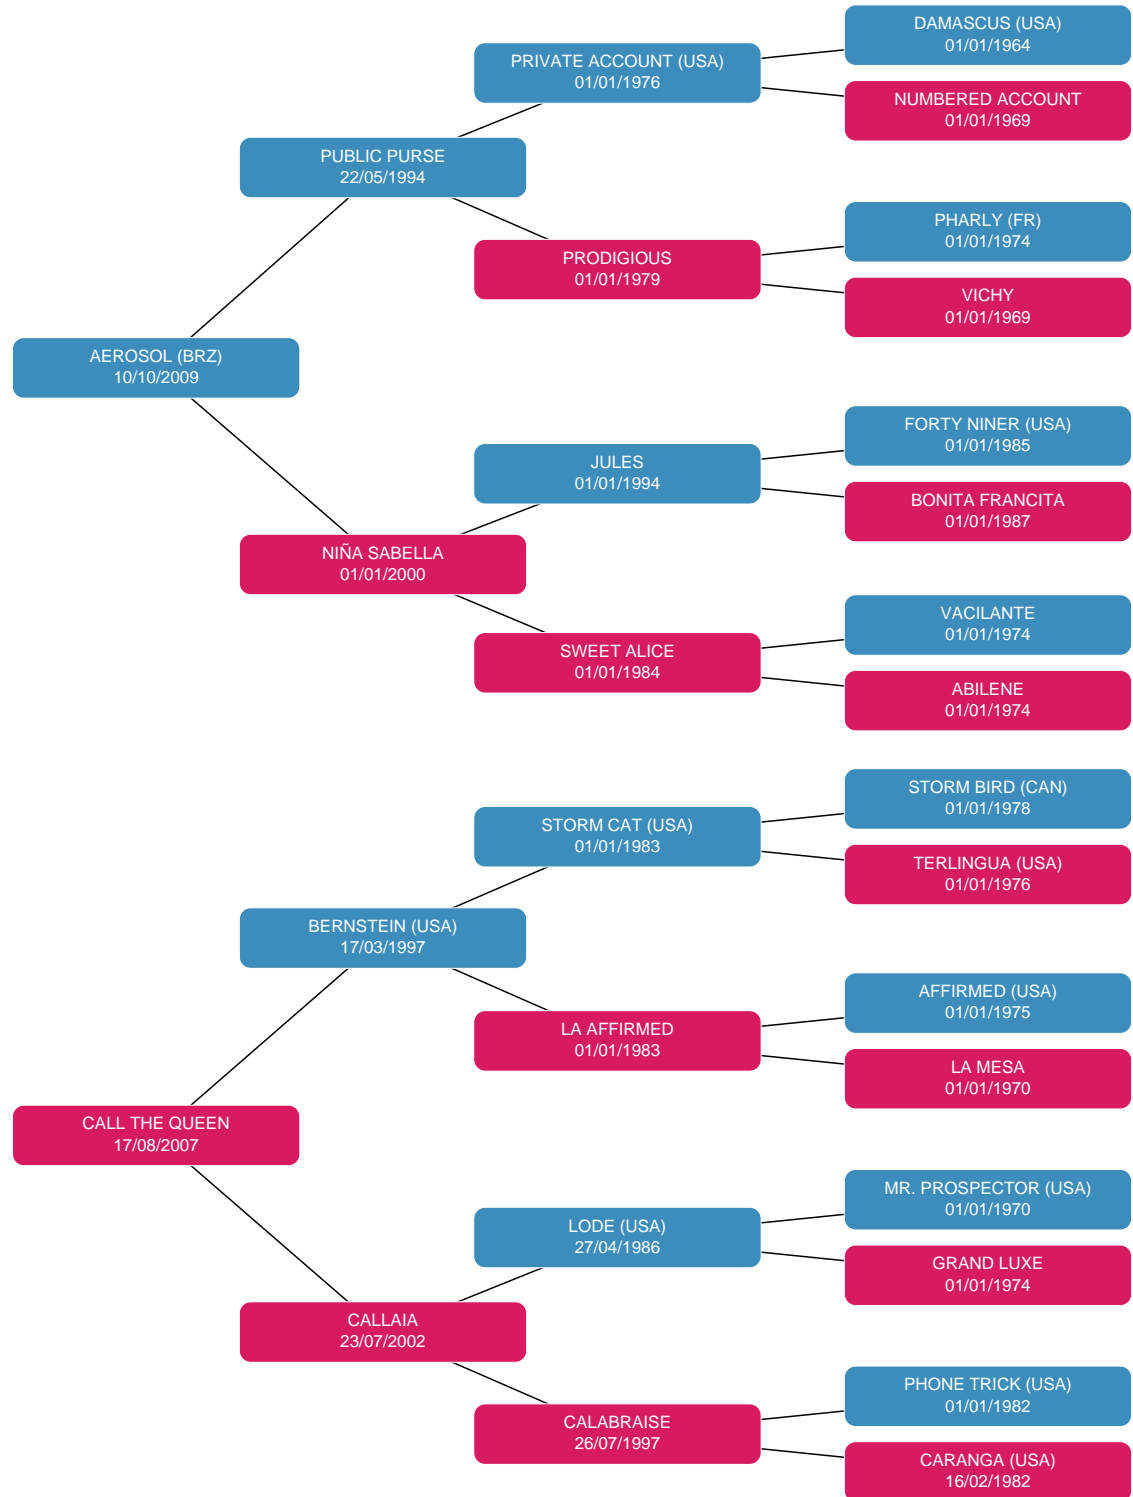 DAMASCUS (USA)
01/01/1964
PRIVATE ACCOUNT (USA)
01/01/1976
NUMBERED ACCOUNT
01/01/1969
PUBLIC PURSE
22/05/1994
PHARLY (FR)
01/01/1974
PRODIGIOUS
01/01/1979
VICHY
01/01/1969
AEROSOL (BRZ)
10/10/2009
FORTY NINER (USA)
01/01/1985
JULES
01/01/1994
BONITA FRANCITA
01/01/1987
NIÑA SABELLA
01/01/2000
VACILANTE
01/01/1974
SWEET ALICE
01/01/1984
ABILENE
01/01/1974
STORM BIRD (CAN)
01/01/1978
STORM CAT (USA)
01/01/1983
TERLINGUA (USA)
01/01/1976
BERNSTEIN (USA)
17/03/1997
AFFIRMED (USA)
01/01/1975
LA AFFIRMED
01/01/1983
LA MESA
01/01/1970
CALL THE QUEEN
17/08/2007
MR. PROSPECTOR (USA)
01/01/1970
LODE (USA)
27/04/1986
GRAND LUXE
01/01/1974
CALLAIA
23/07/2002
PHONE TRICK (USA)
01/01/1982
CALABRAISE
26/07/1997
CARANGA (USA)
16/02/1982